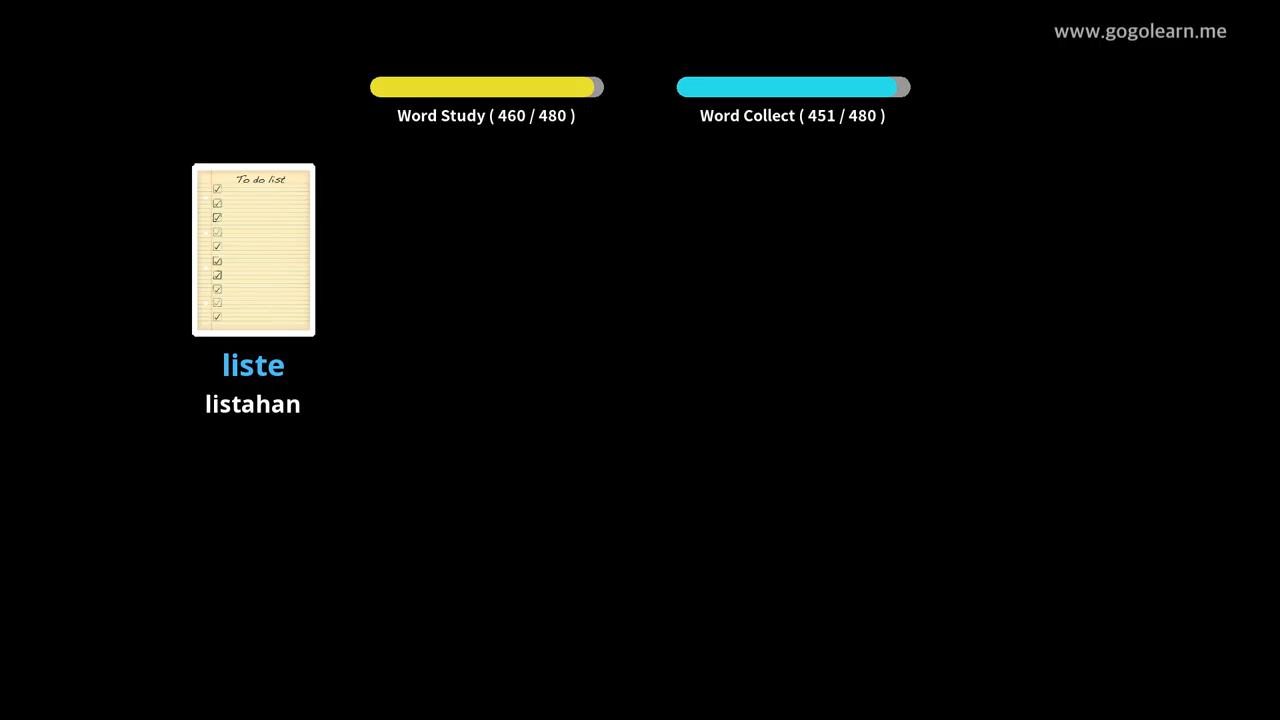 www.gogolearn.me
Word Study ( 460 / 480 )
Word Collect ( 451 / 480 )
To do list
liste
listahan